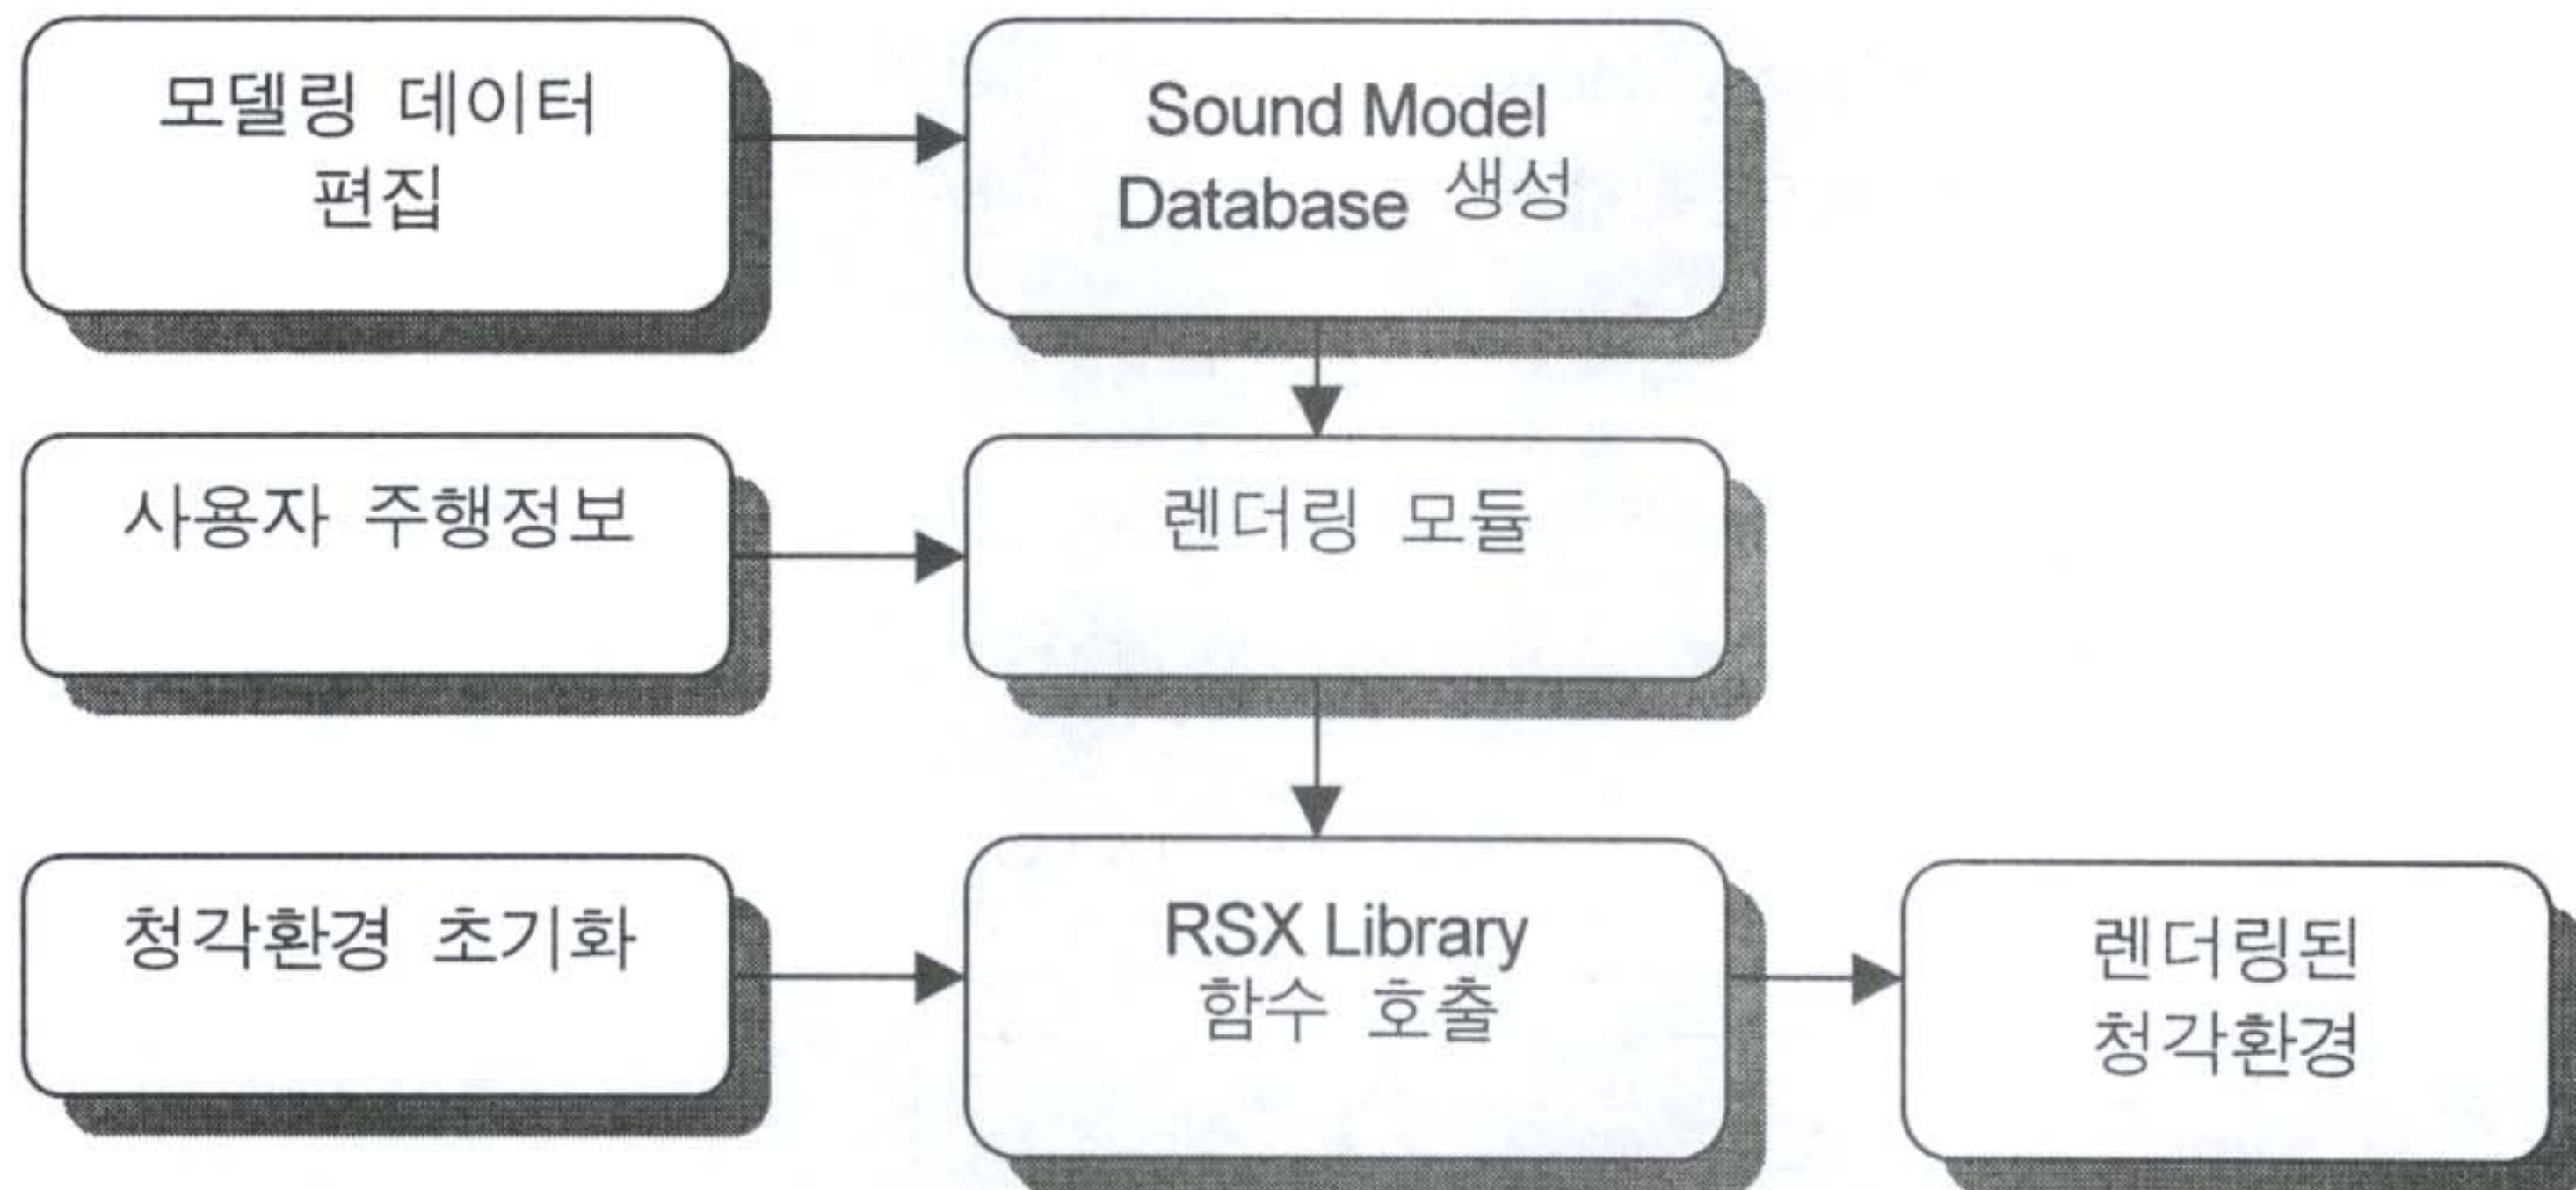 모델링 데이터
편집
Sound Model
Database 생성
사용자 주행정보
렌더링 모듈
청각환경 초기화
RSX Library
함수 호출
렌더링된
청각환경